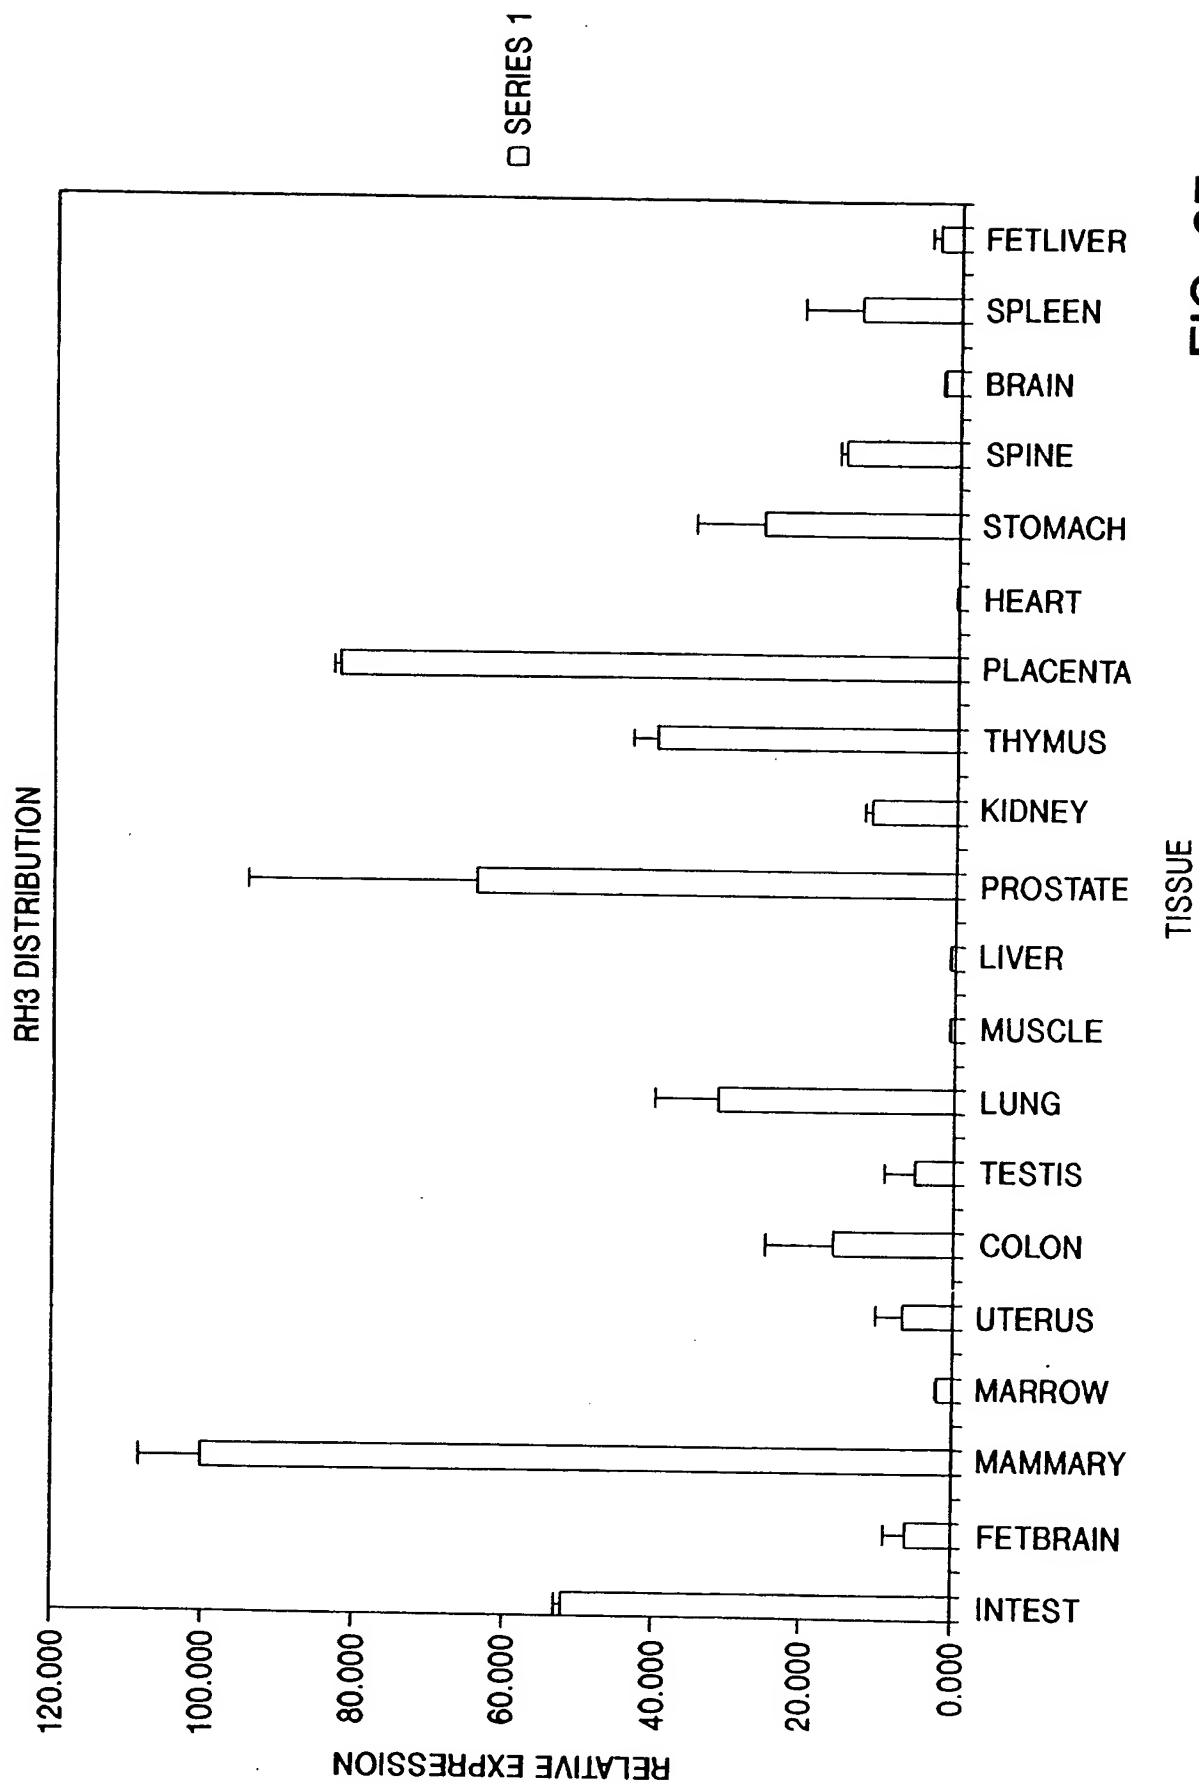 RH3 DISTRIBUTION
120.000
100.000
80.000
60.000
40.000
20.000
0.000
RELATIVE EXPRESSION
INTEST
FETBRAIN
MAMMARY
MARROW
UTERUS
COLON
TESTIS
LUNG
MUSCLE
LIVER
PROSTATE
KIDNEY
THYMUS
PLACENTA
HEART
STOMACH
SPINE
BRAIN
SPLEEN
FETLIVER
TISSUE
SERIES 1